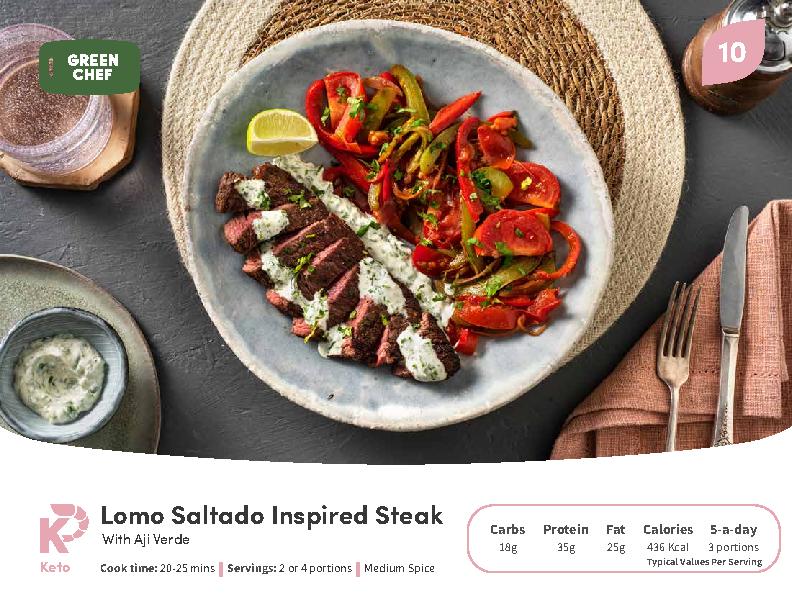 GREEN
CHEF
10
Lomo Saltado Inspired Steak
With Aji Verde
Cook time: 20-25 mins | Servings: 2 or 4 portions | Medium Spice
Keto
Carbs Protein Fat Calories 5-a-day
18g 35g 25g 436 Kcal 3 portions
Typical Values Per Serving